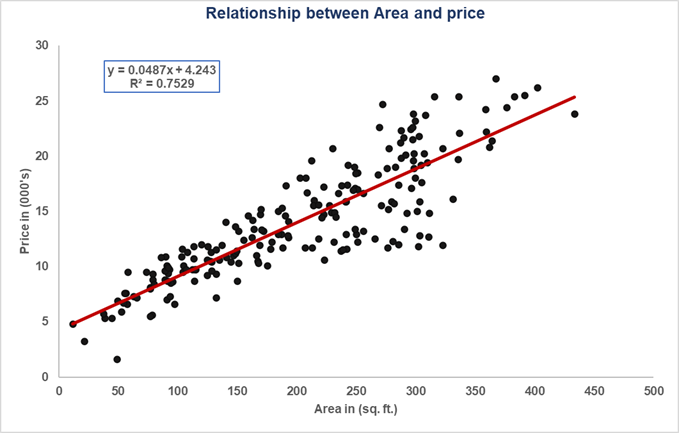 Relationship between Area and price
y = 0.0487x + 4.243
R² = 0.7529
Price in (000's)
30
25
20
15
10
5
0
0 50 100 150 200 250 300 350 400 450 500
Area in (sq. ft.)